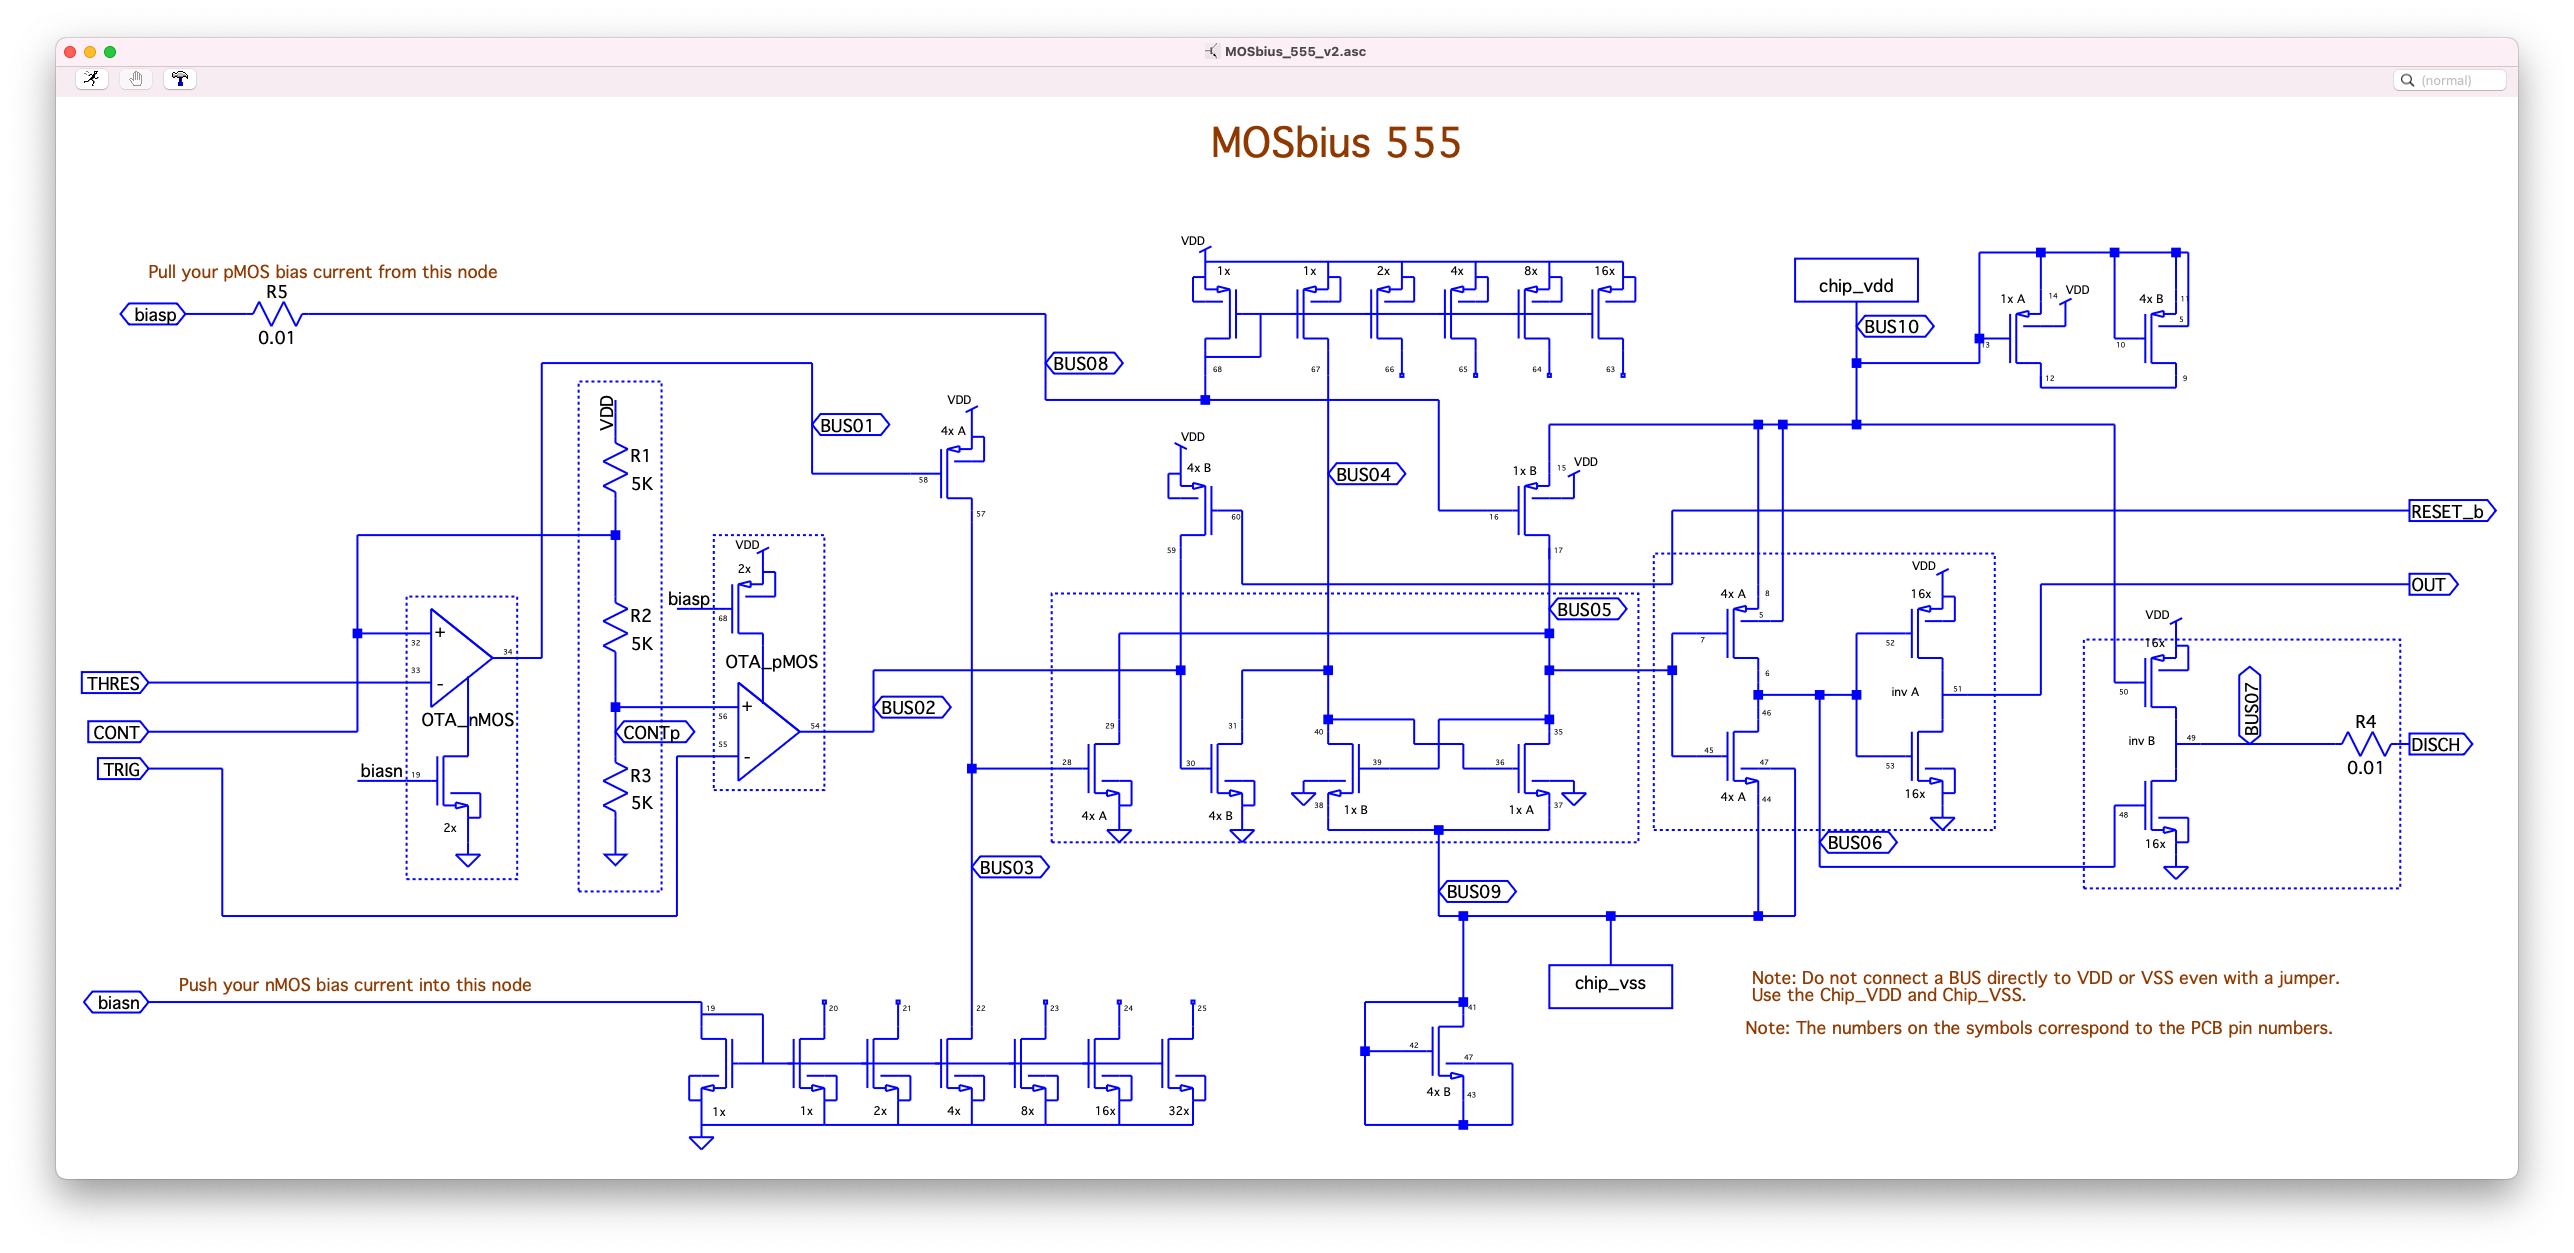 MOSbius_555_v2.asc
(normal)
MOSbius 555
Pull your pMOS bias current from this node
biasp
R5
0.01
BUS08
VDD
1x
1x
2x
4x
8x
16x
68
67
66
65
64
63
chip_vdd
BUS10
1x A
14
VDD
13
12
4x B
11
5
10
9
VDD
R1
5K
R2
5K
R3
5K
BUS01
VDD
4x A
58
57
VDD
4x B
60
59
BUS04
1x B
15
VDD
16
17
RESET_b
OUT
THRES
CONT
TRIG
32
33
34
+
-
OTA_nMOS
biasn
19
2x
VDD
2x
biasp
68
OTA_pMOS
CONTp
56
55
54
+
-
BUS02
BUS03
BUS05
29
28
4x A
31
30
4x B
40
39
38
1x B
35
36
37
1x A
4x A
8
5
7
6
46
45
47
4x A
44
VDD
16x
52
inv A
51
53
16x
BUS06
VDD
16x
50
inv B
49
48
16x
BUS07
R4
0.01
DISCH
BUS09
chip_vss
Note: Do not connect a BUS directly to VDD or VSS even with a jumper.
Use the Chip_VDD and Chip_VSS.
Note: The numbers on the symbols correspond to the PCB pin numbers.
Push your nMOS bias current into this node
biasn
19
20
21
22
23
24
25
1x
1x
2x
4x
8x
16x
32x
41
42
47
4x B
43